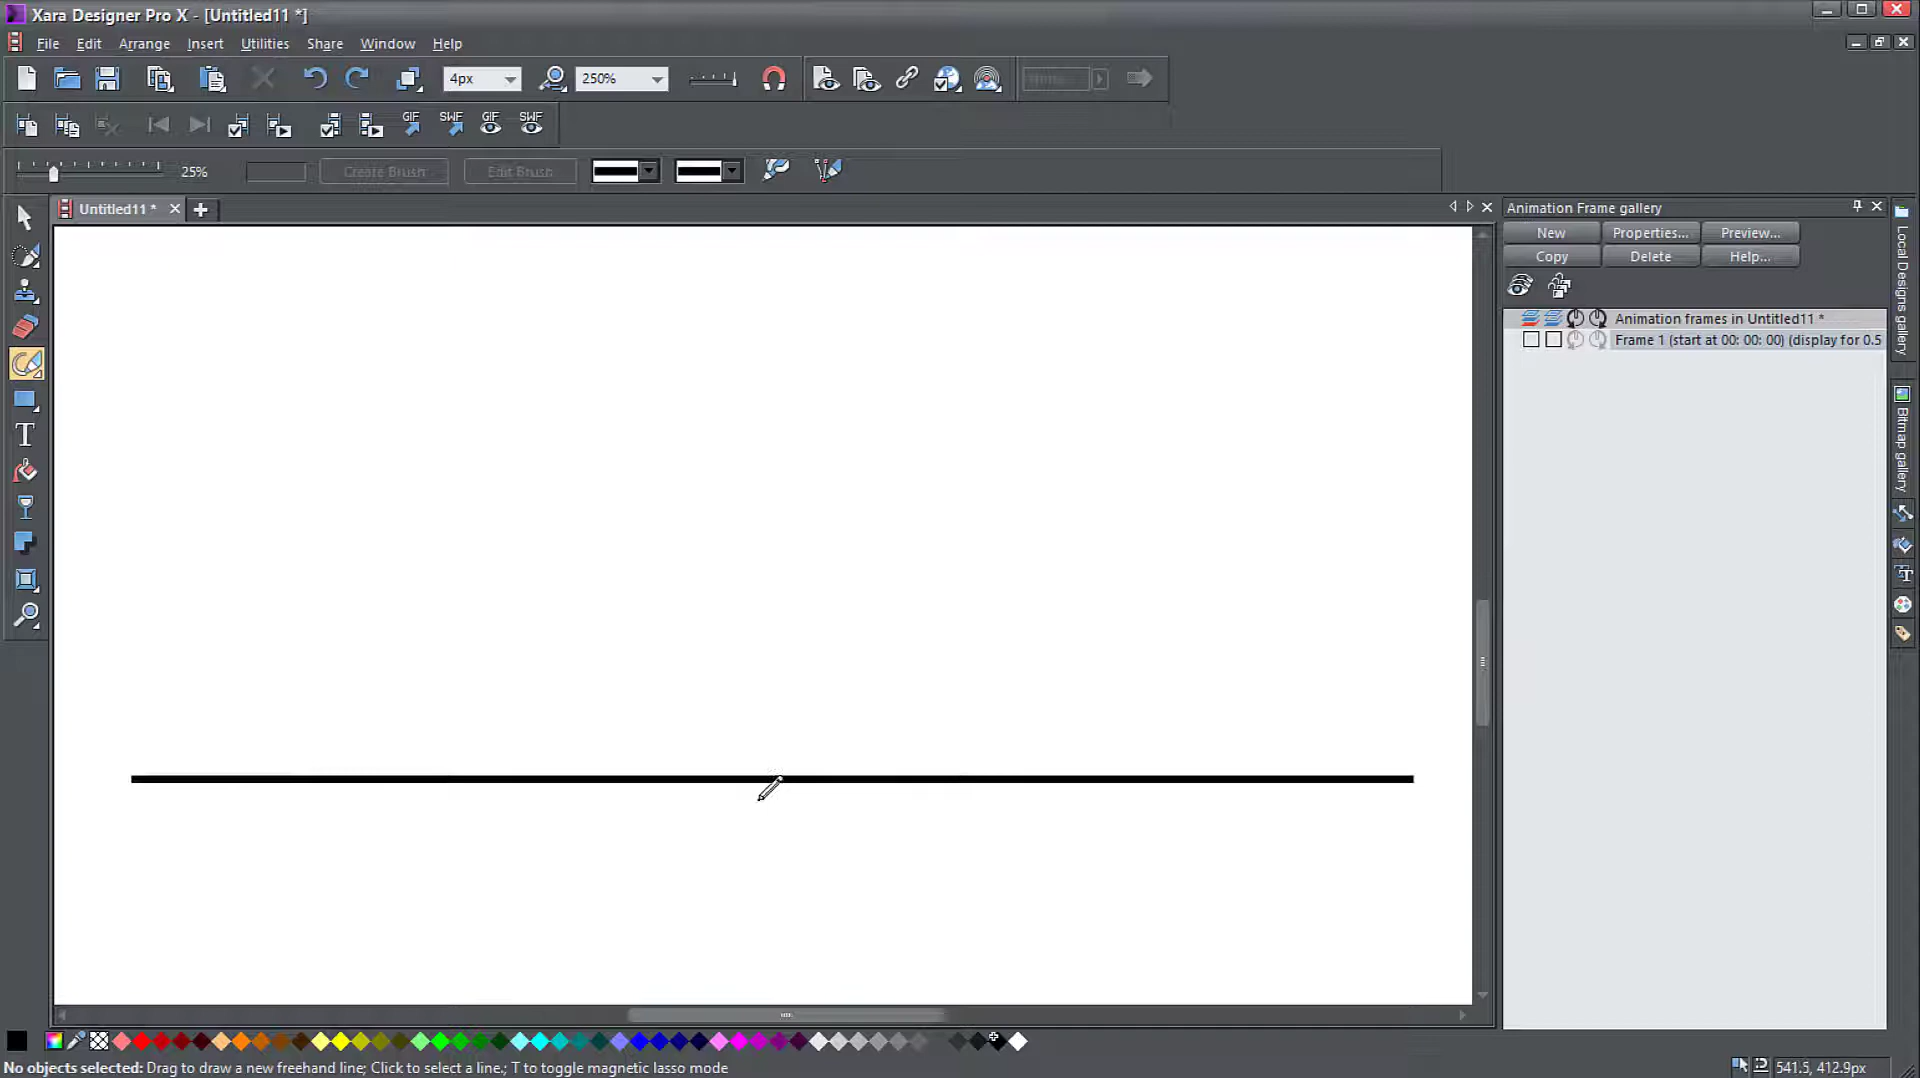 Xara Designer Pro X - [Untitled11 *]
File Edit Arrange Insert Utilities Share Window Help
4px 250%
GIF SWF GIF SWF
25% Create Brush Edit Brush
Untitled11 *
Animation Frame gallery
New Properties... Preview...
Copy Delete Help...
Animation frames in Untitled11 *
Frame 1 (start at 00: 00: 00) (display for 0.5
Local Designs gallery
Bitmap gallery
No objects selected: Drag to draw a new freehand line; Click to select a line.; T to toggle magnetic lasso mode
541.5, 412.9px